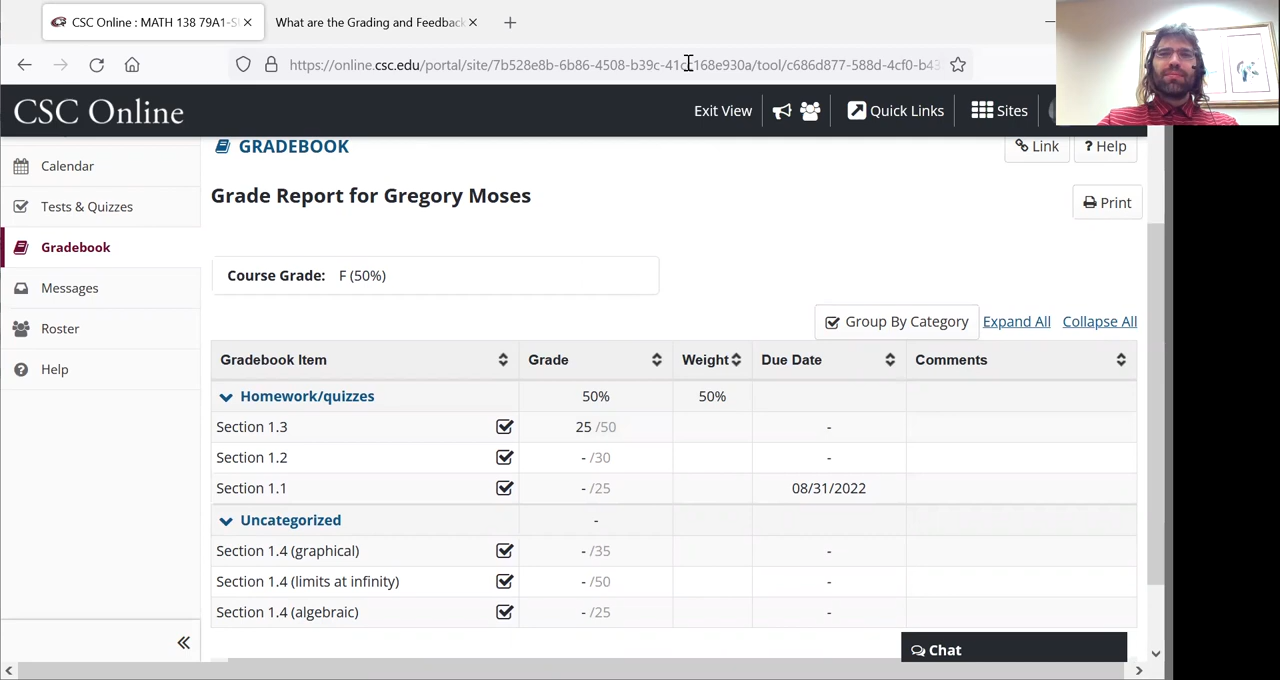 CSC Online : MATH 138 79A1-S
What are the Grading and Feedback
https://online.csc.edu/portal/site/7b528e8b-6b86-4508-b39c-41c168e930a/tool/c686d877-588d-4cf0-b43
CSC Online
Exit View
Quick Links
Sites
Calendar
Tests & Quizzes
Gradebook
Messages
Roster
Help
GRADEBOOK
Link
? Help
Grade Report for Gregory Moses
Print
Course Grade: F (50%)
Group By Category Expand All Collapse All
Gradebook Item Grade Weight Due Date Comments
Homework/quizzes 50% 50%
Section 1.3 25 /50 -
Section 1.2 - /30 -
Section 1.1 - /25 08/31/2022
Uncategorized -
Section 1.4 (graphical) - /35 -
Section 1.4 (limits at infinity) - /50 -
Section 1.4 (algebraic) - /25 -
Chat